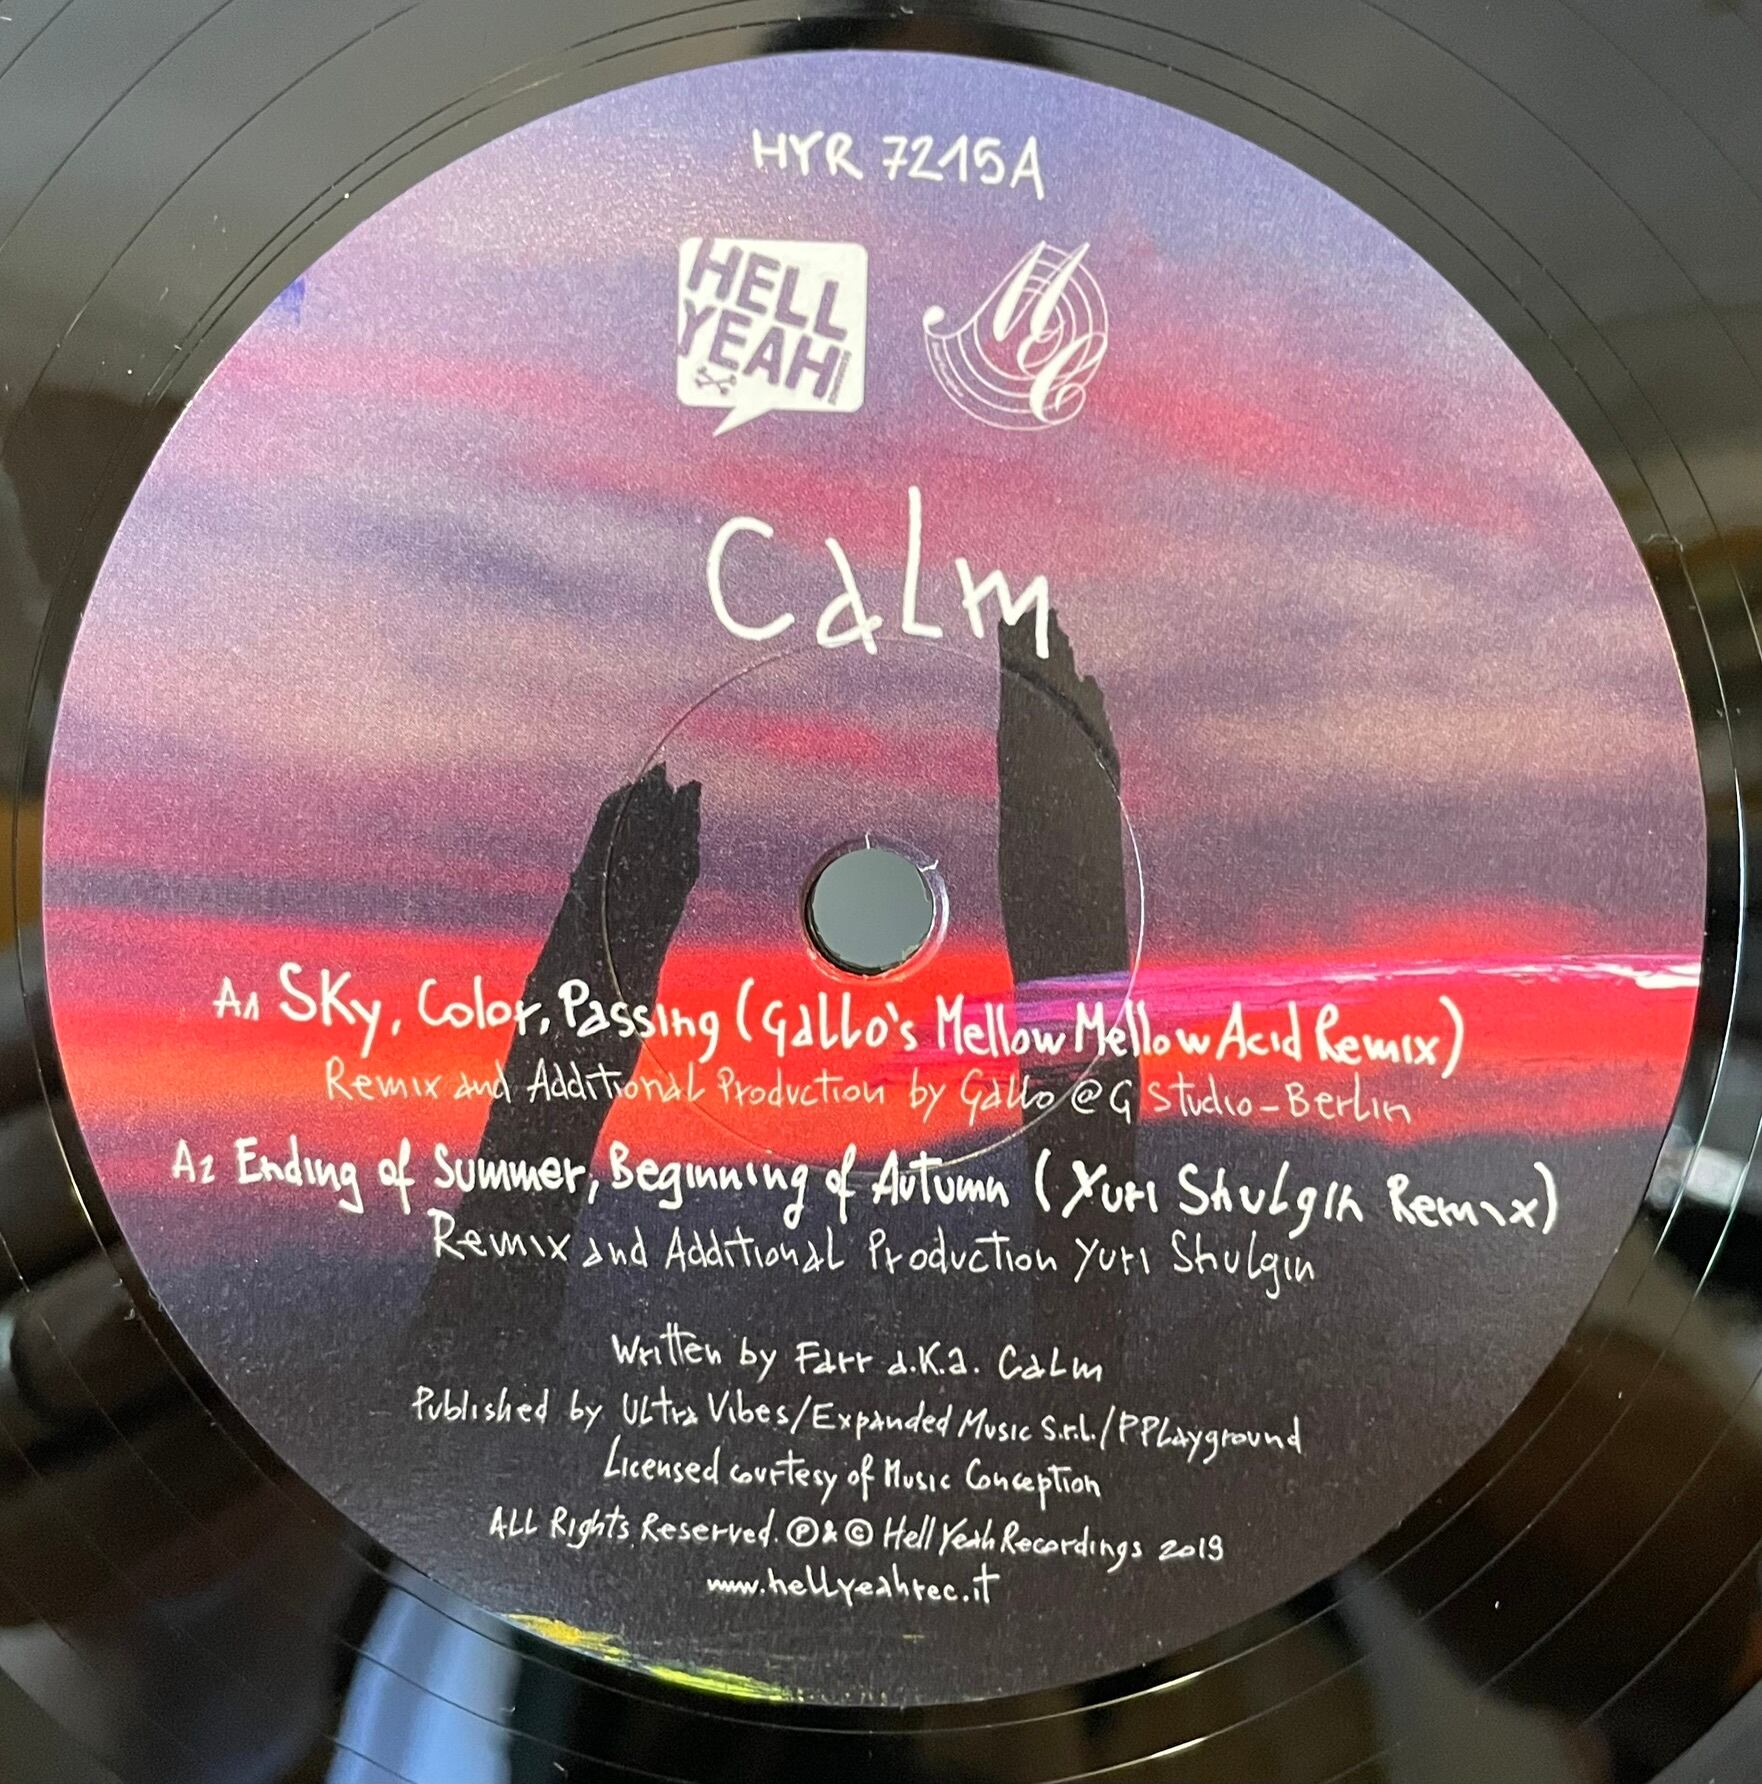 HYR 7215A
HELL
YEAH!
MC
Calm
A1 Sky, Color, Passing (Gallo's Mellow Mellow Acid Remix)
Remix and Additional Production by Gallo @ G Studio - Berlin
A2 Ending of Summer, Beginning of Autumn (Yuri Shulgin Remix)
Remix and Additional Production Yuri Shulgin
Written by Farr a.k.a. Calm
Published by Ultra Vibes/Expanded Music S.r.l./PPLayground
Licensed courtesy of Music Conception
All Rights Reserved. Ⓟ & © Hell Yeah Recordings 2019
www.hellyeahrec.it